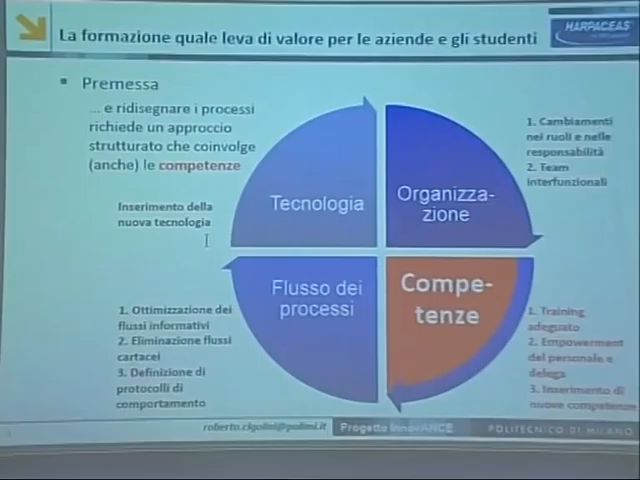 La formazione quale leva di valore per le aziende e gli studenti
HARPACEAS
Premessa
... e ridisegnare i processi
richiede un approccio
strutturato che coinvolge
(anche) le competenze
1. Cambiamenti
nei ruoli e nelle
responsabilità
2. Team
interfunzionali
Inserimento della
nuova tecnologia
Tecnologia
Organizza-
zione
Flusso dei
processi
Compe-
tenze
1. Ottimizzazione dei
flussi informativi
2. Eliminazione flussi
cartacei
3. Definizione di
protocolli di
comportamento
1. Training
adeguato
2. Empowerment
del personale e
delega
3. Inserimento di
nuove competenze
roberto.cigolini@polimi.it
Progetto InnovANCE
POLITECNICO DI MILANO